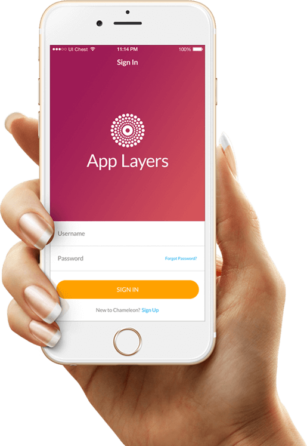 UI Chest 11:14 PM 100%
Sign In
App Layers
Username
Password Forgot Password?
SIGN IN
New to Chameleon? Sign Up